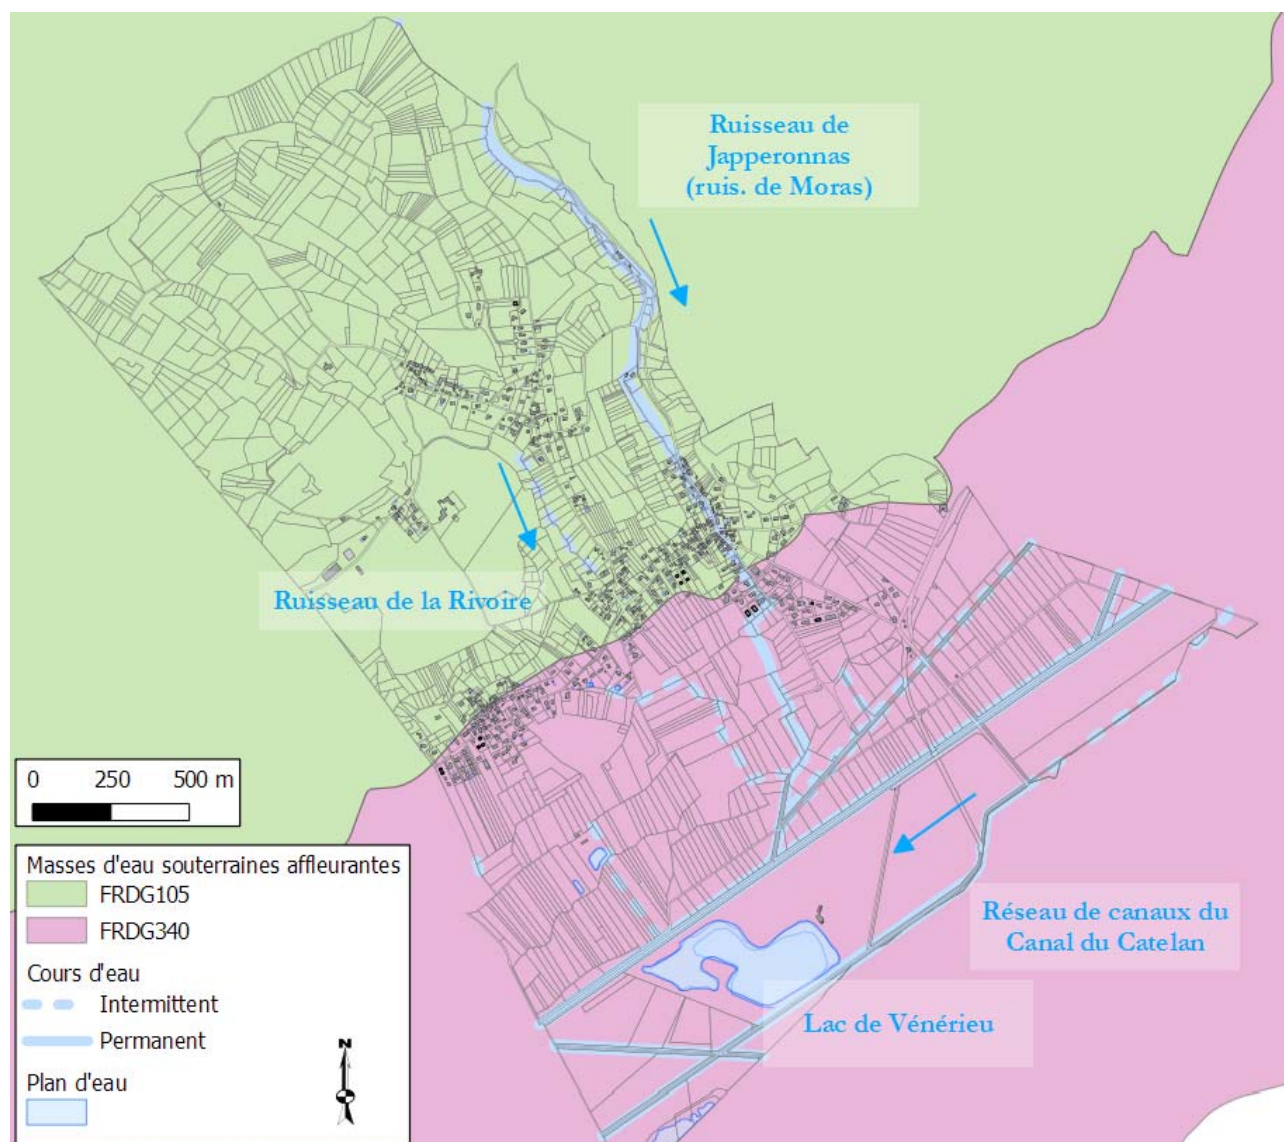 Ruisseau de
Japperonnas
(ruis. de Moras)
Ruisseau de la Rivoire
0 250 500 m
Masses d'eau souterraines affleurantes
FRDG105
FRDG340
Cours d'eau
Intermittent
Permanent
Plan d'eau
N
Réseau de canaux du
Canal du Catelan
Lac de Vénérieu